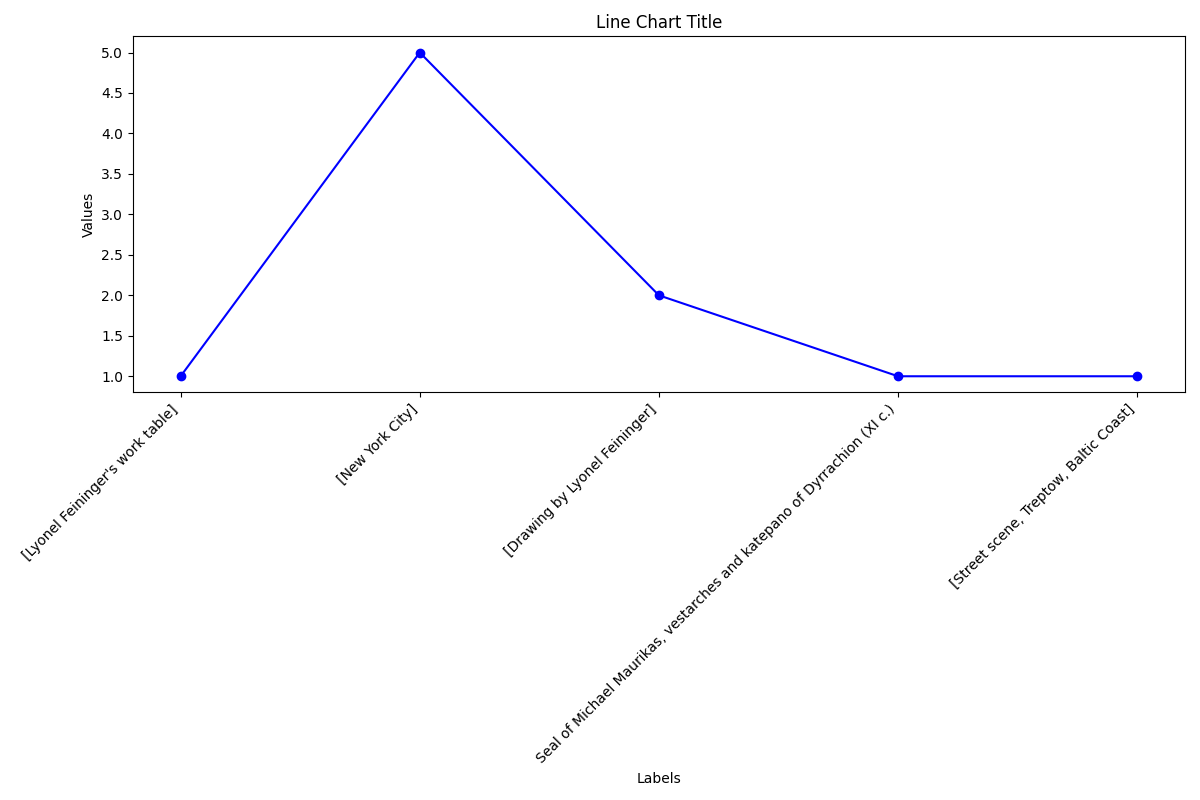 Line Chart Title
Values
5.0
4.5
4.0
3.5
3.0
2.5
2.0
1.5
1.0
[Lyonel Feininger's work table]
[New York City]
[Drawing by Lyonel Feininger]
Seal of Michael Maurikas, vestarches and katepano of Dyrrachion (XI c.)
[Street scene, Treptow, Baltic Coast]
Labels